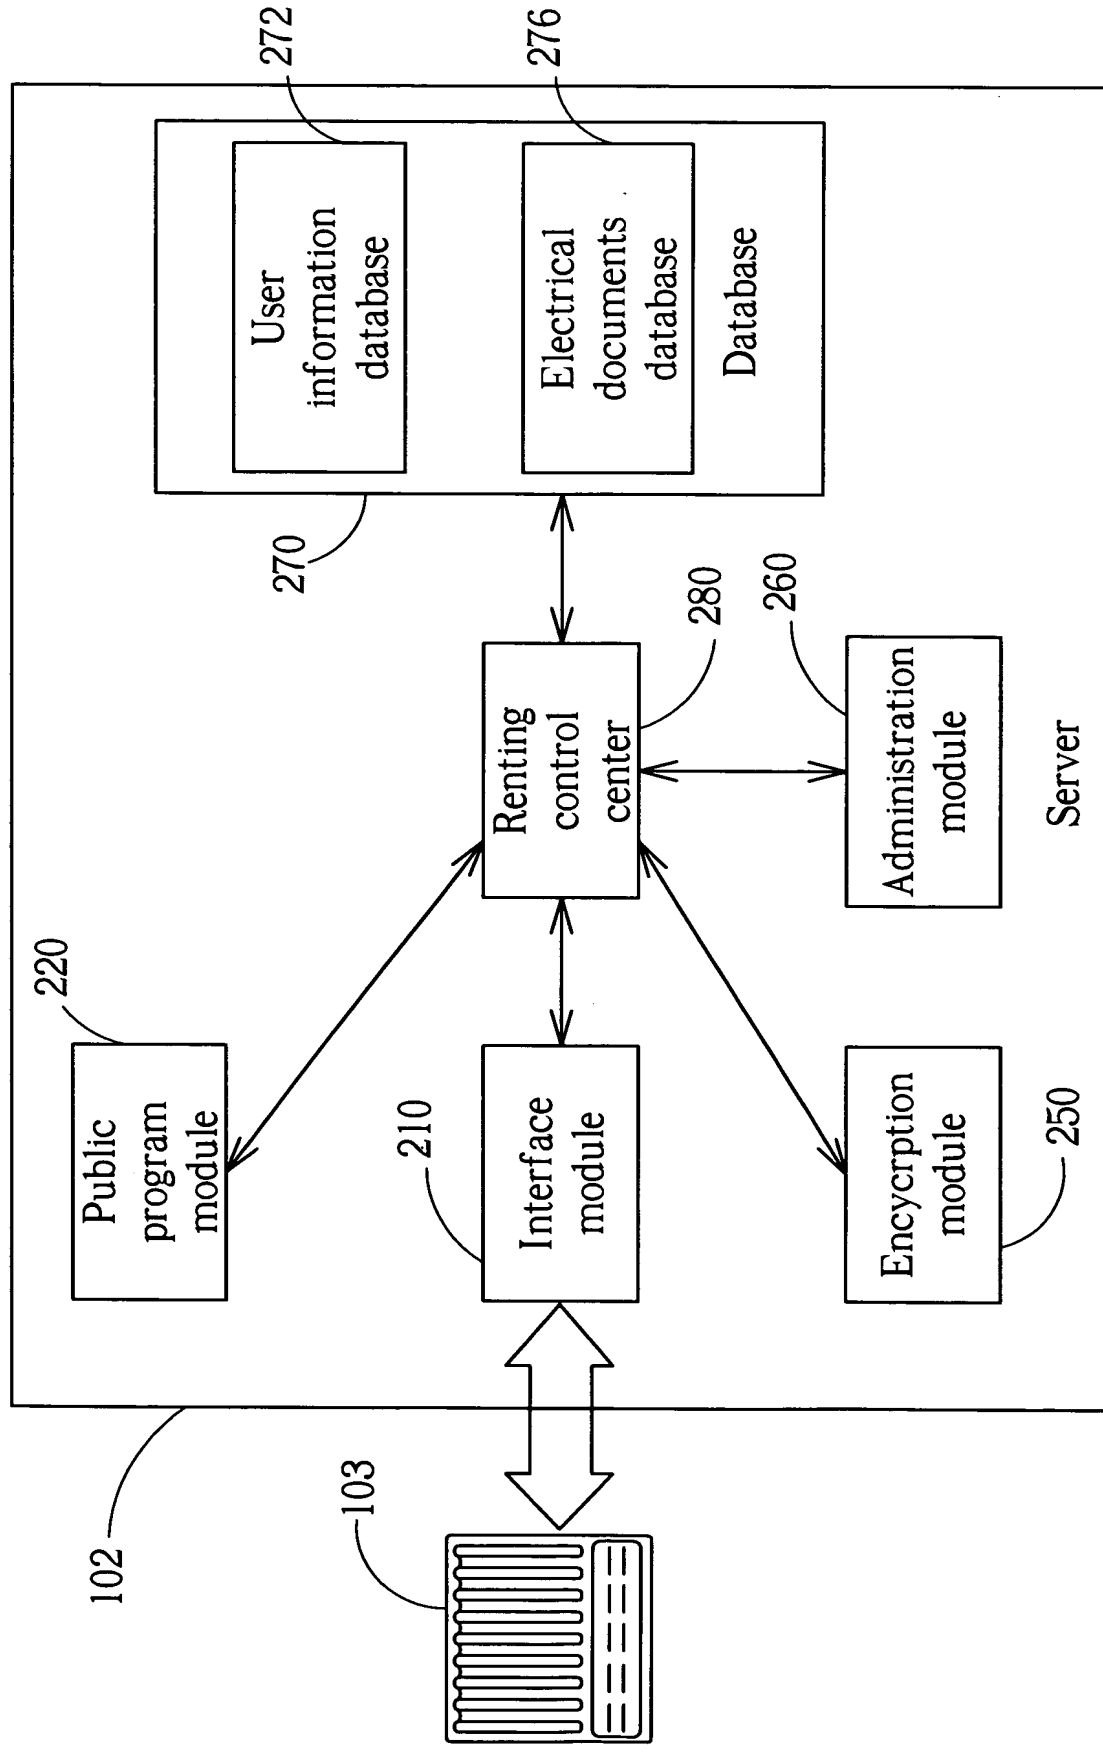 102
103
220
Public
program
module
210
Interface
module
Encycrption
module
250
Renting
control
center
280
260
Administration
module
Server
270
272
User
information
database
276
Electrical
documents
database
Database